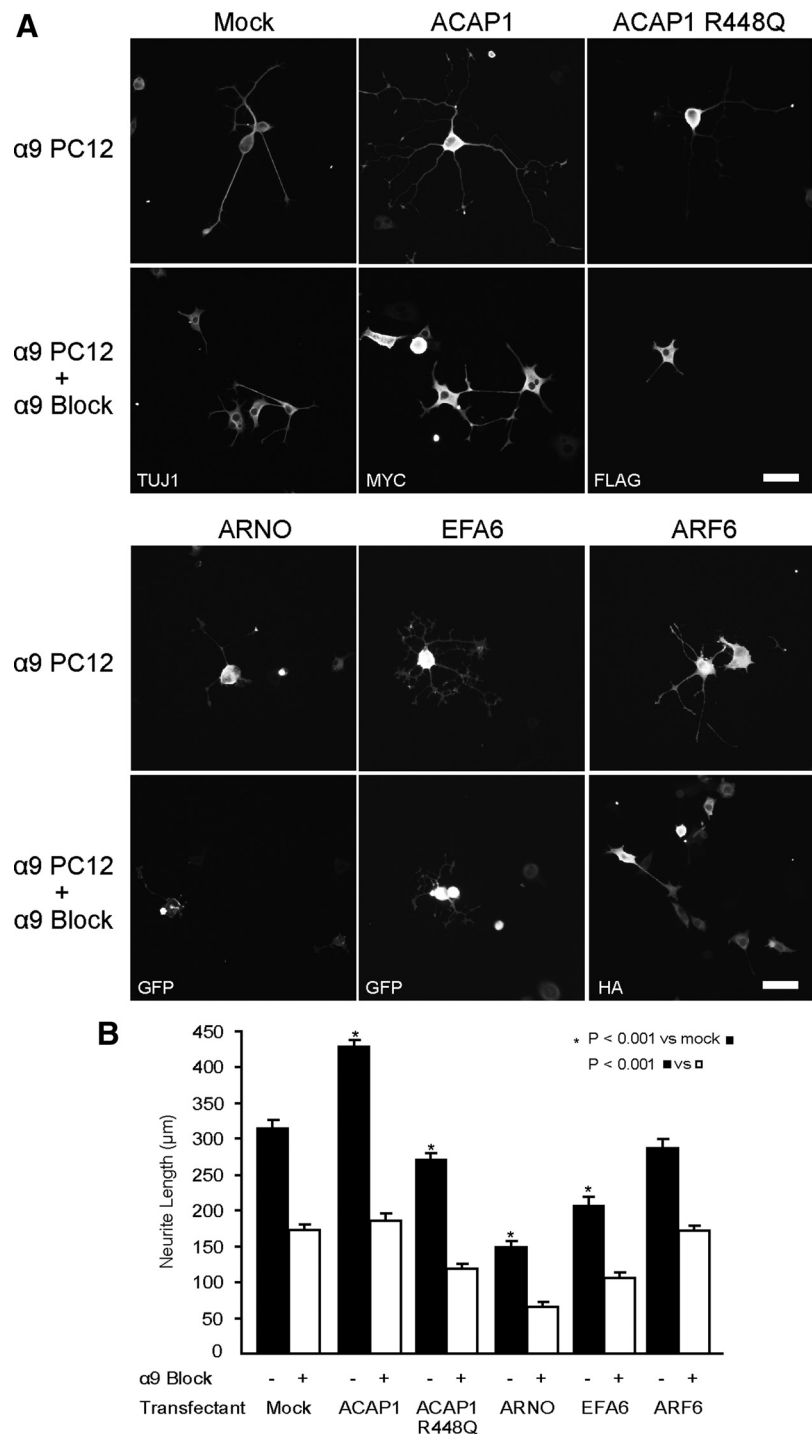 A
Mock ACAP1 ACAP1 R448Q
α9 PC12
α9 PC12
+
α9 Block
TUJ1 MYC FLAG
ARNO EFA6 ARF6
α9 PC12
α9 PC12
+
α9 Block
GFP GFP HA
B
* P < 0.001 vs mock
P < 0.001 vs
Neurite Length (µm)
450
400
350
300
250
200
150
100
50
0
* * * *
α9 Block - + - + - + - + - + - +
Transfectant Mock ACAP1 ACAP1 R448Q ARNO EFA6 ARF6